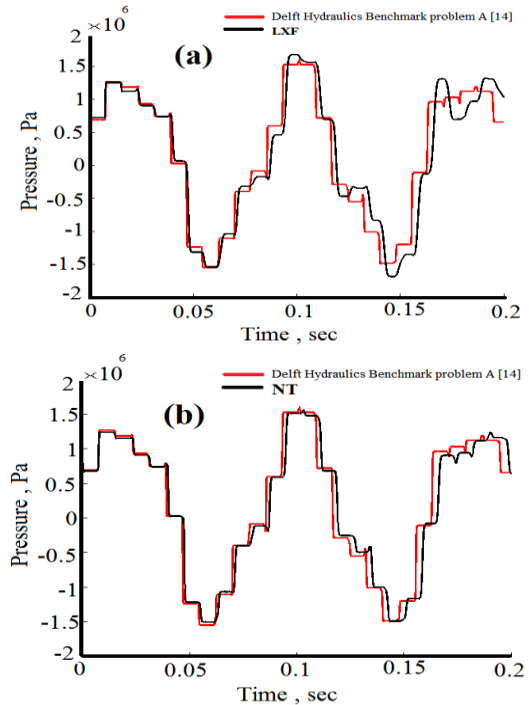 Delft Hydraulics Benchmark problem A [14]
LXF
×10 6
(a)
2
1.5
1
0.5
0
-0.5
-1
-1.5
-2
Pressure , Pa
0 0.05 0.1 0.15 0.2
Time , sec
Delft Hydraulics Benchmark problem A [14]
NT
×10 6
(b)
2
1.5
1
0.5
0
-0.5
-1
-1.5
-2
Pressure , Pa
0 0.05 0.1 0.15 0.2
Time , sec